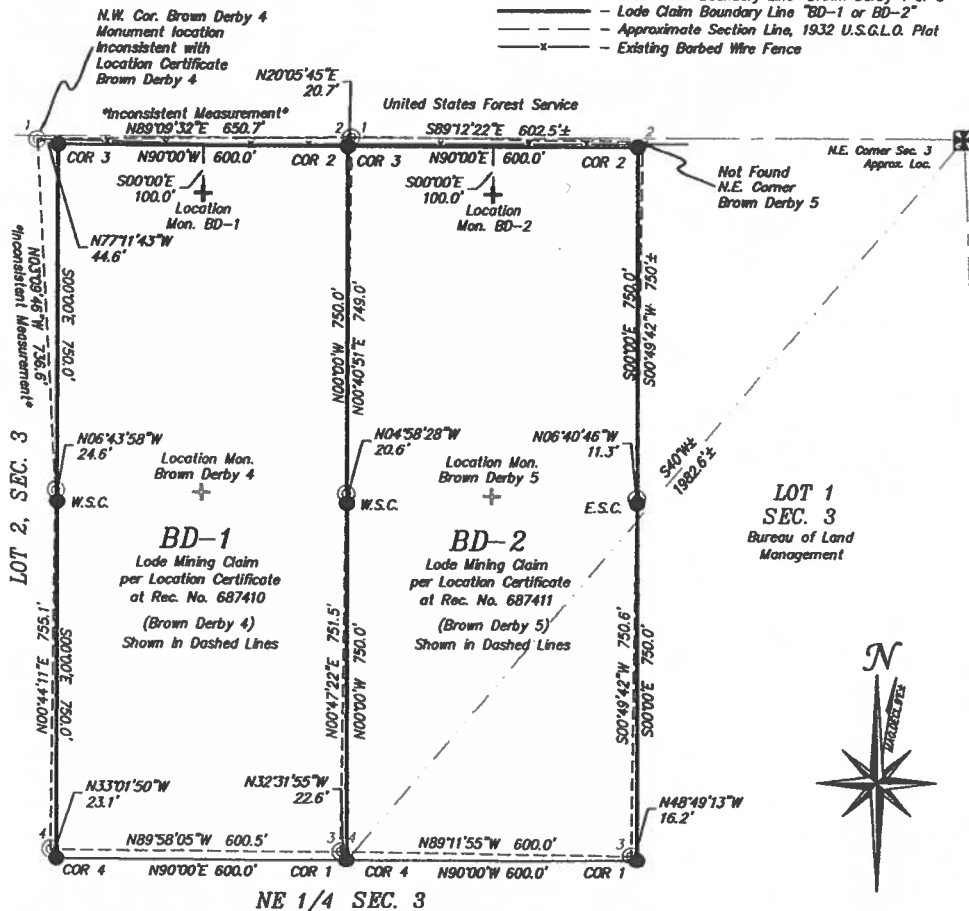 N.W. Cor. Brown Derby 4
Monument location
Inconsistent with
Location Certificate
Brown Derby 4
Lode Claim Boundary Line "BD-1 or BD-2"
Approximate Section Line, 1932 U.S.G.L.O. Plat
Existing Barbed Wire Fence
N20°05'45"E
20.7'
United States Forest Service
*Inconsistent Measurement*
1
N89°09'32"E 650.7'
2
1
S89°12'22"E 602.5'±
2
COR 3
N90°00'W 600.0'
COR 2
COR 3
N90°00'E 600.0'
COR 2
N.E. Corner Sec. 3
Approx. Loc.
S00°00'E
100.0'
Location
Mon. BD-1
S00°00'E
100.0'
Location
Mon. BD-2
Not Found
N.E. Corner
Brown Derby 5
N77°11'43"W
44.6'
*Inconsistent Measurement*
N03°09'46"W 736.6'
S00°00'E 750.0'
N00°00'W 750.0'
N00°40'51"E 749.0'
S00°00'E 750.0'
S00°49'42"W 750'±
S40°W±
1982.6'±
N06°43'58"W
24.6'
Location Mon.
Brown Derby 4
N04°58'28"W
20.6'
Location Mon.
Brown Derby 5
N06°40'46"W
11.3'
W.S.C.
W.S.C.
E.S.C.
LOT 2, SEC. 3
LOT 1
SEC. 3
Bureau of Land
Management
BD-1
Lode Mining Claim
per Location Certificate
at Rec. No. 687410
(Brown Derby 4)
Shown in Dashed Lines
BD-2
Lode Mining Claim
per Location Certificate
at Rec. No. 687411
(Brown Derby 5)
Shown in Dashed Lines
N00°44'11"E 755.1'
S00°00'E 750.0'
N00°47'22"E 751.5'
N00°00'W 750.0'
S00°49'42"W 750.6'
S00°00'E 750.0'
N
N33°01'50"W
23.1'
N32°31'55"W
22.6'
N48°49'13"W
16.2'
4
N89°58'05"W 600.5'
3
4
N89°11'55"W 600.0'
3
COR 4
N90°00'E 600.0'
COR 1
COR 4
N90°00'W 600.0'
COR 1
NE 1/4 SEC. 3